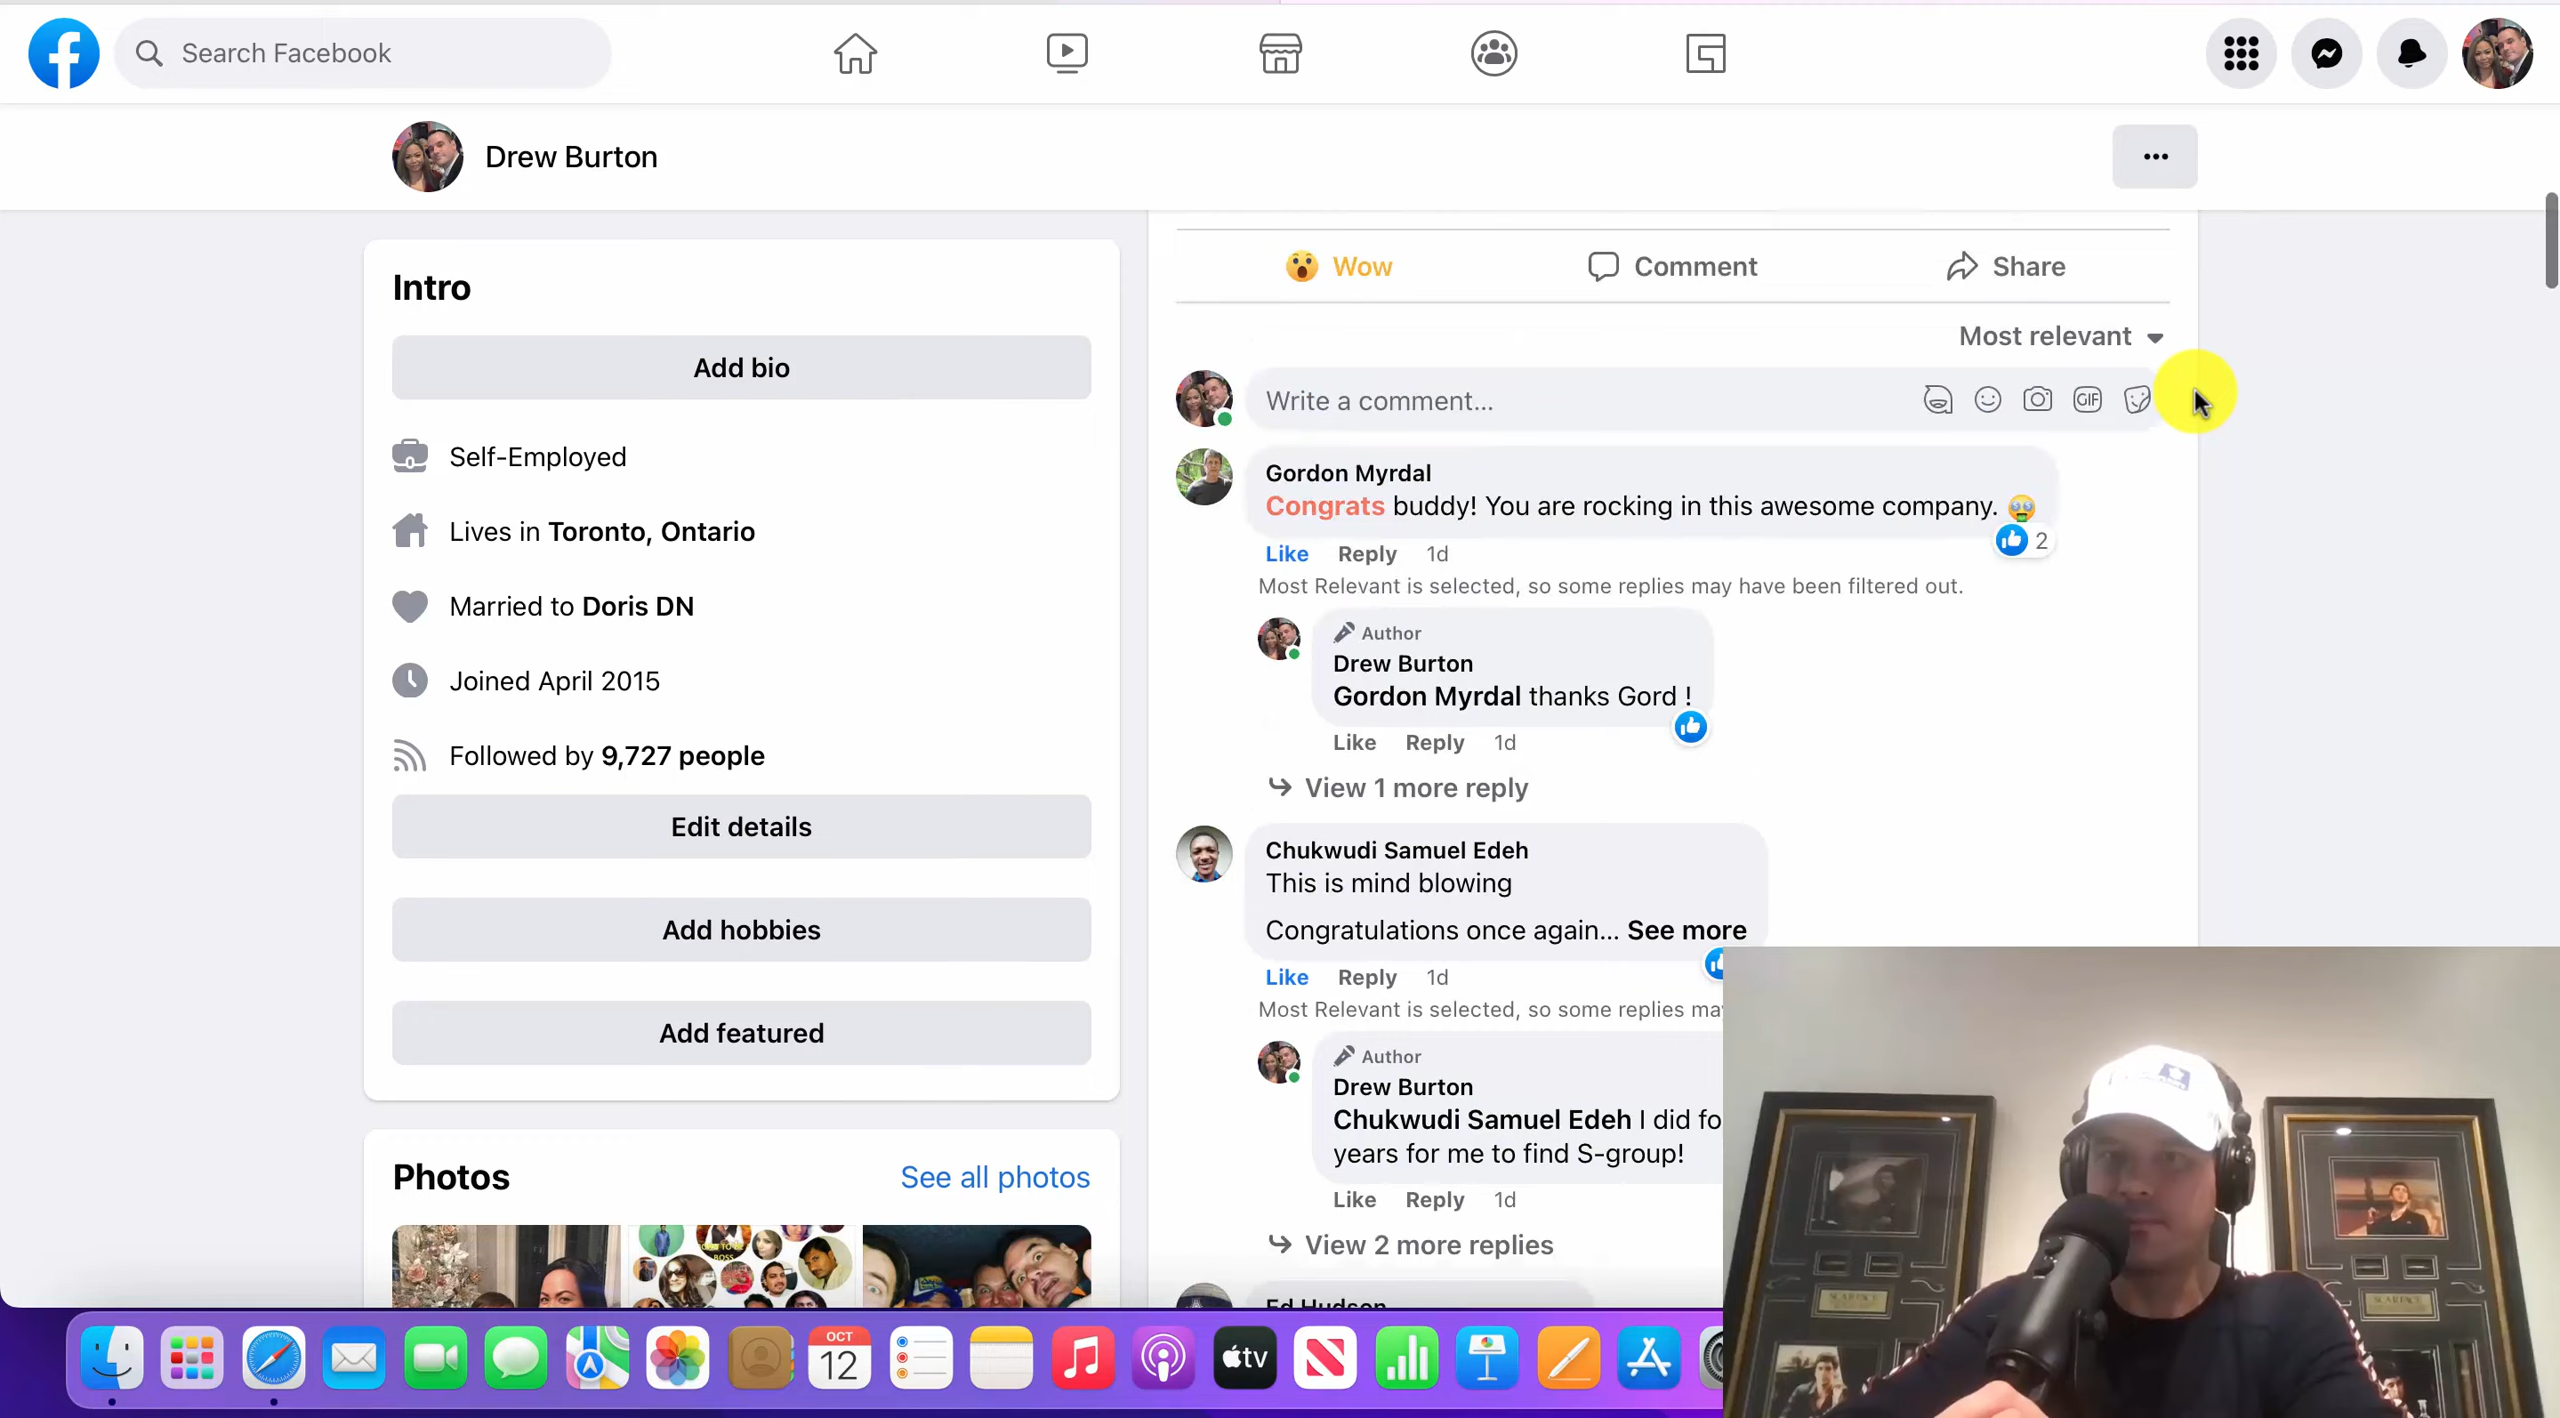 Search Facebook
Drew Burton
Intro
Add bio
Self-Employed
Lives in Toronto, Ontario
Married to Doris DN
Joined April 2015
Followed by 9,727 people
Edit details
Add hobbies
Add featured
Photos
See all photos
Wow
Comment
Share
Most relevant
Write a comment...
GIF
Gordon Myrdal
Congrats buddy! You are rocking in this awesome company.
2
Like Reply 1d
Most Relevant is selected, so some replies may have been filtered out.
Author
Drew Burton
Gordon Myrdal thanks Gord !
Like Reply 1d
View 1 more reply
Chukwudi Samuel Edeh
This is mind blowing
Congratulations once again... See more
Like Reply 1d
Most Relevant is selected, so some replies
Author
Drew Burton
Chukwudi Samuel Edeh I did fo
years for me to find S-group!
Like Reply 1d
View 2 more replies
Ed Hudson
OCT
12
tv